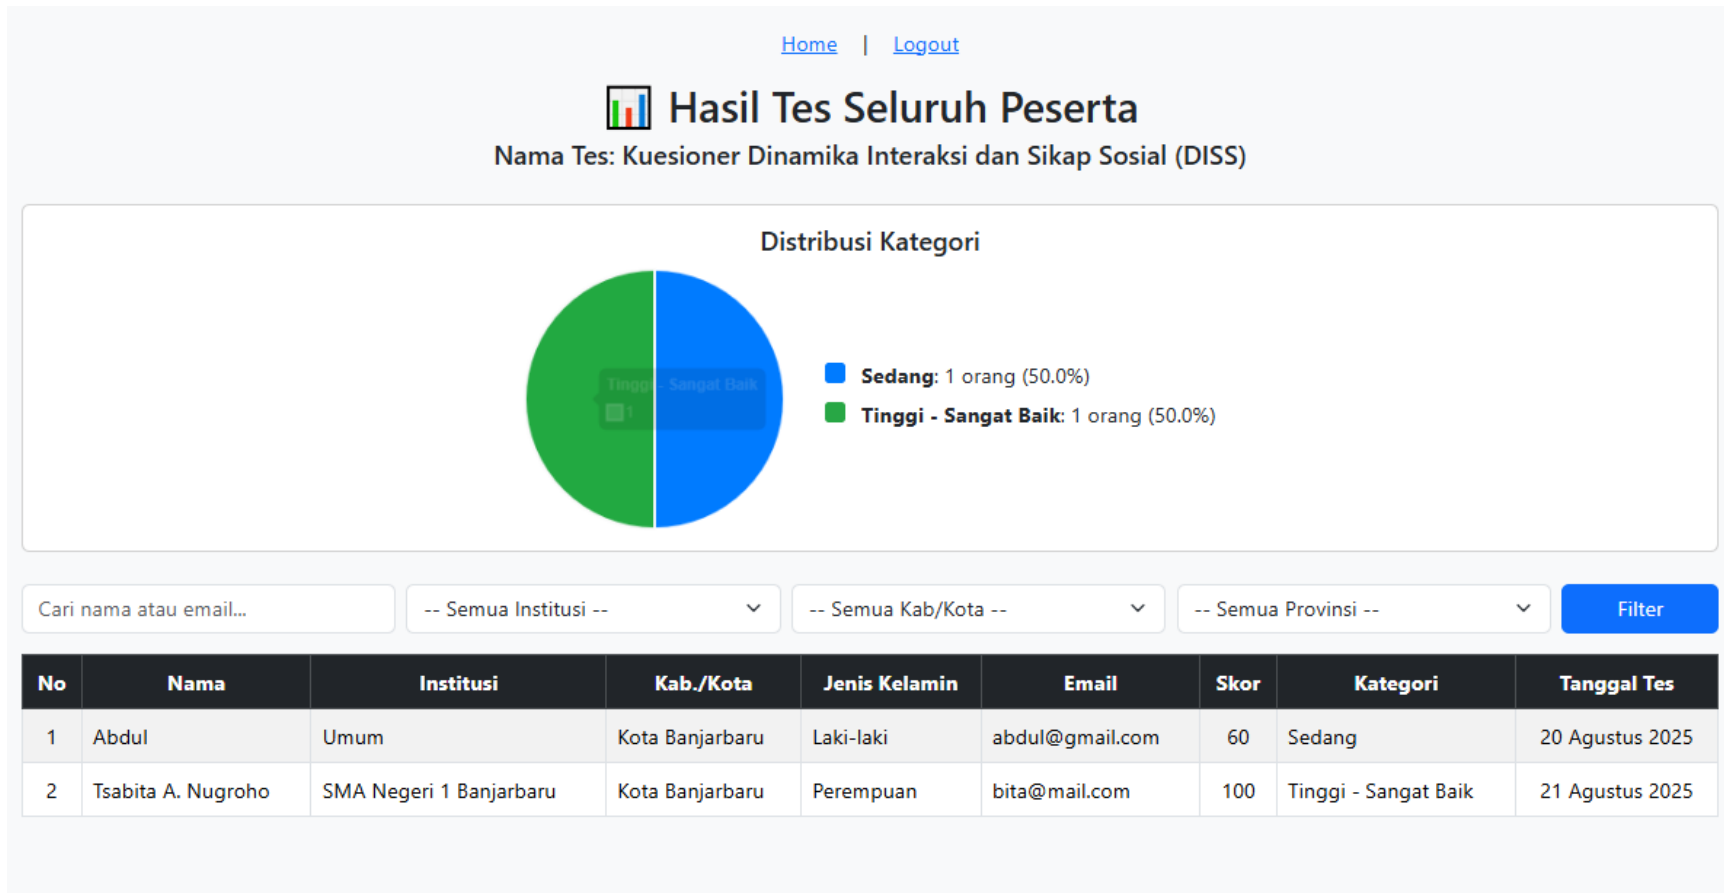 Home | Logout
Hasil Tes Seluruh Peserta
Nama Tes: Kuesioner Dinamika Interaksi dan Sikap Sosial (DISS)
Distribusi Kategori
Tinggi - Sangat Baik
1
Sedang: 1 orang (50.0%)
Tinggi - Sangat Baik: 1 orang (50.0%)
Cari nama atau email... -- Semua Institusi -- -- Semua Kab/Kota -- -- Semua Provinsi -- Filter
No Nama Institusi Kab./Kota Jenis Kelamin Email Skor Kategori Tanggal Tes
1 Abdul Umum Kota Banjarbaru Laki-laki abdul@gmail.com 60 Sedang 20 Agustus 2025
2 Tsabita A. Nugroho SMA Negeri 1 Banjarbaru Kota Banjarbaru Perempuan bita@mail.com 100 Tinggi - Sangat Baik 21 Agustus 2025